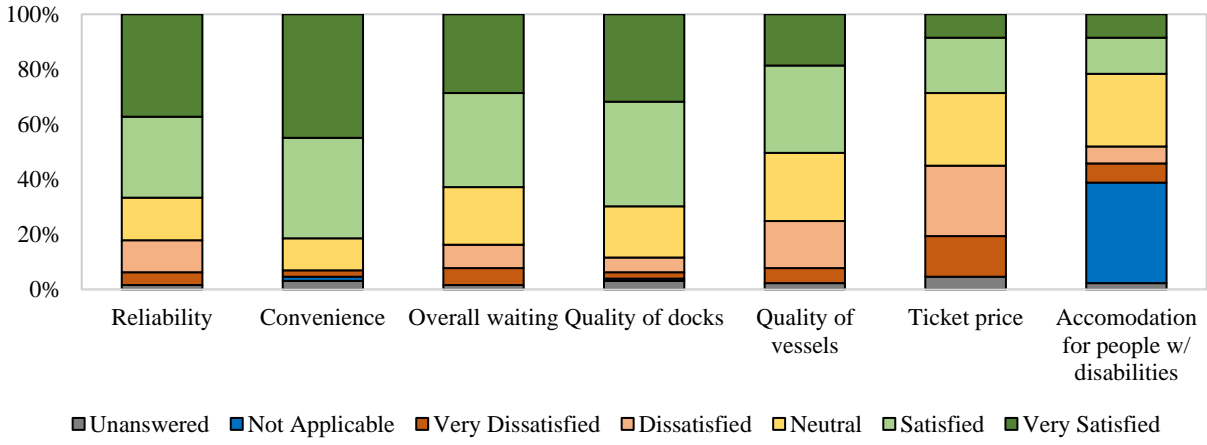 100%
80%
60%
40%
20%
0%
Reliability
Convenience
Overall waiting
Quality of docks
Quality of
vessels
Ticket price
Accomodation
for people w/
disabilities
Unanswered
Not Applicable
Very Dissatisfied
Dissatisfied
Neutral
Satisfied
Very Satisfied